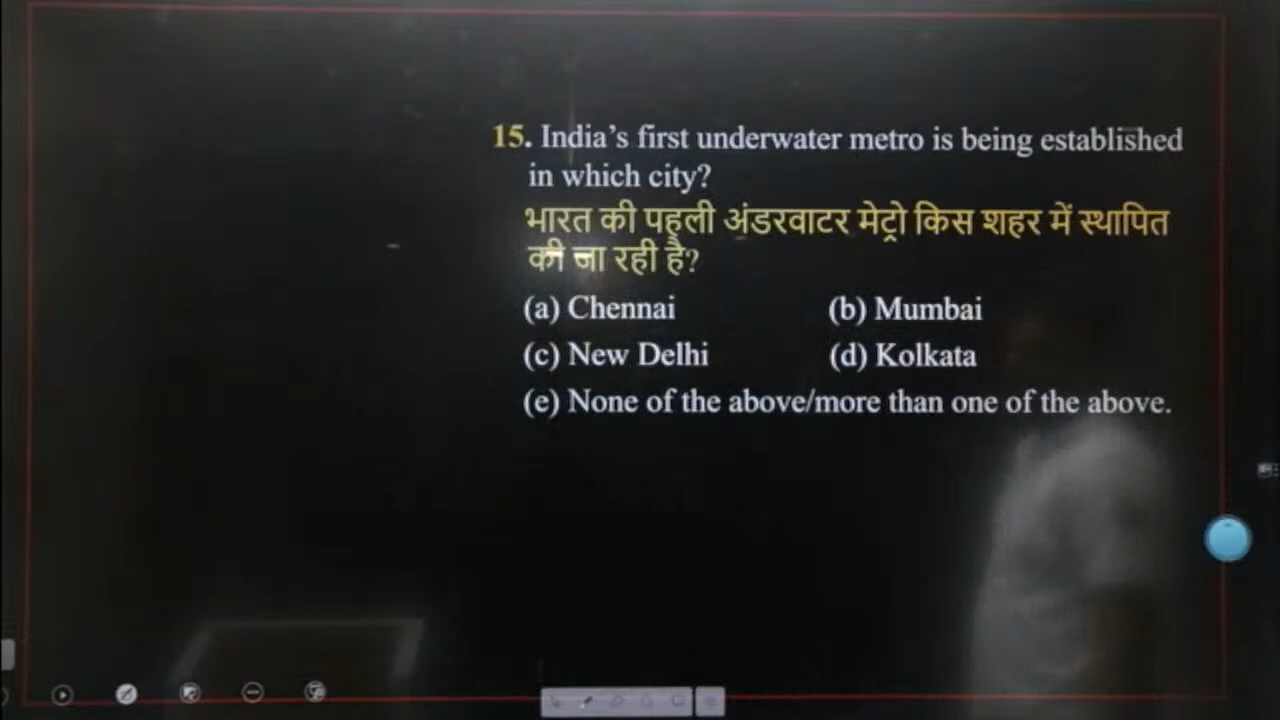 15. India's first underwater metro is being established
in which city?
भारत की पहली अंडरवाटर मेट्रो किस शहर में स्थापित
की जा रही है?
(a) Chennai (b) Mumbai
(c) New Delhi (d) Kolkata
(e) None of the above/more than one of the above.